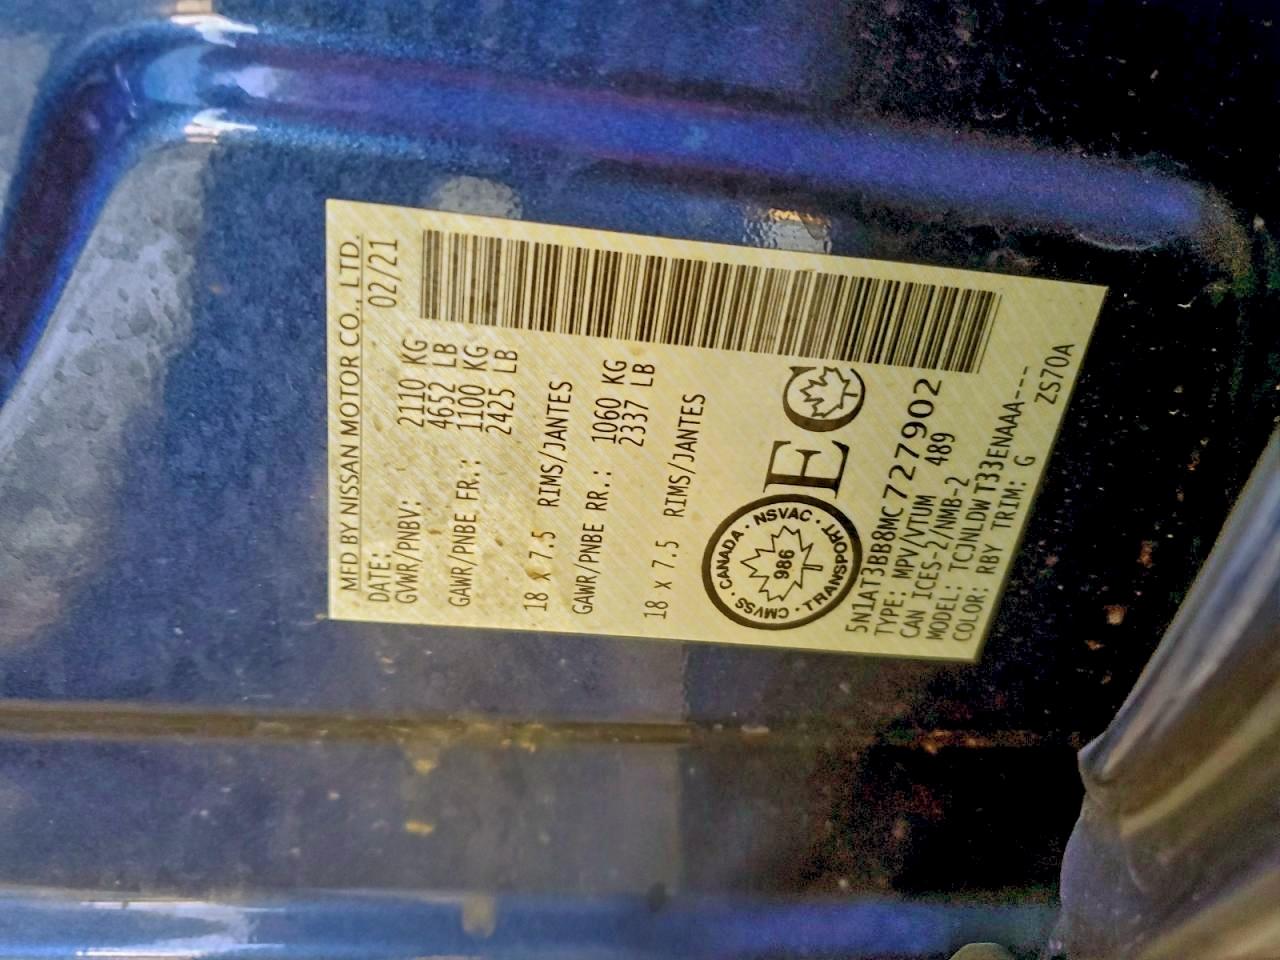 MFD BY NISSAN MOTOR CO., LTD.
DATE: 02/21
GVWR/PNBV: 2110 KG
4652 LB
GAWR/PNBE FR.: 1100 KG
2425 LB
18 x 7.5 RIMS/JANTES
GAWR/PNBE RR.: 1060 KG
2337 LB
18 x 7.5 RIMS/JANTES
CANADA · NSVAC · TRANSPORT · CMVSS ·
986
EC
5N1AT3BB8MC727902
TYPE: MPV/VTUM 489
CAN ICES-2/NMB-2
MODEL: TCJNLDWT33ENAAA---
COLOR: RBY TRIM: G ZS70A